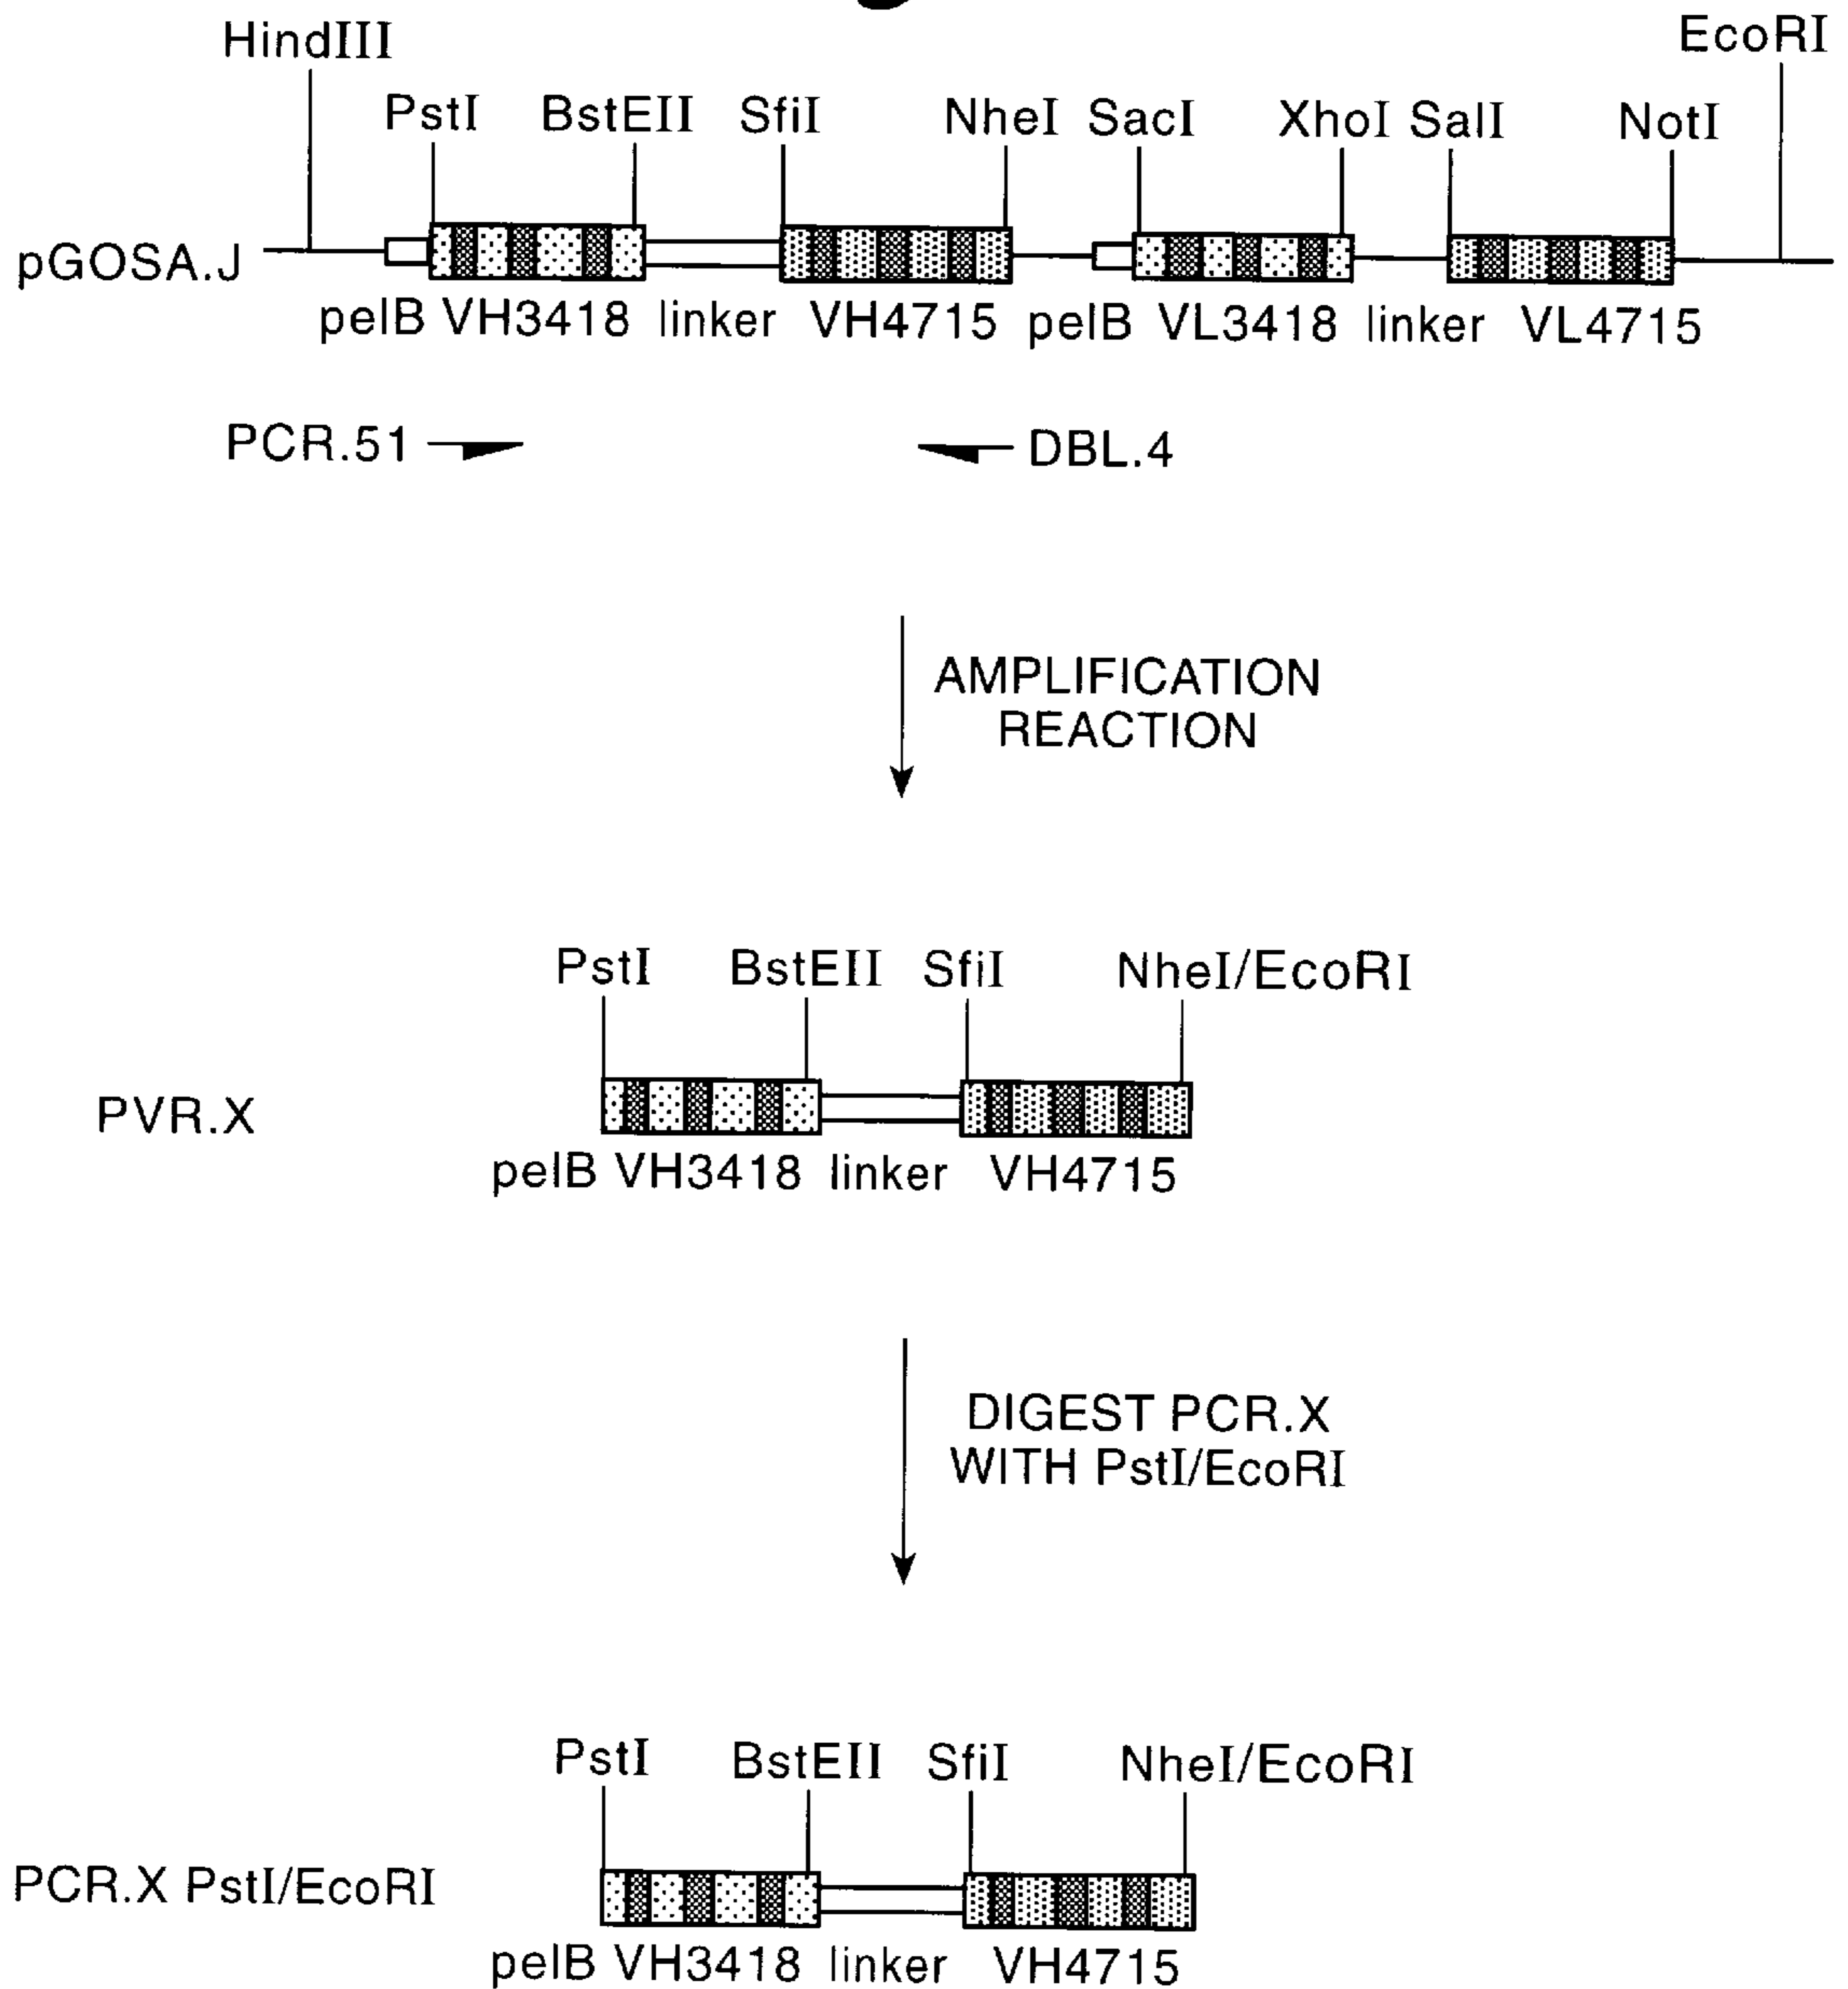 HindIII EcoRI
PstI BstEII SfiI NheI SacI XhoI SalI NotI
pGOSA.J
pelB VH3418 linker VH4715 pelB VL3418 linker VL4715
PCR.51 DBL.4
AMPLIFICATION
REACTION
PstI BstEII SfiI NheI/EcoRI
PVR.X
pelB VH3418 linker VH4715
DIGEST PCR.X
WITH PstI/EcoRI
PstI BstEII SfiI NheI/EcoRI
PCR.X PstI/EcoRI
pelB VH3418 linker VH4715